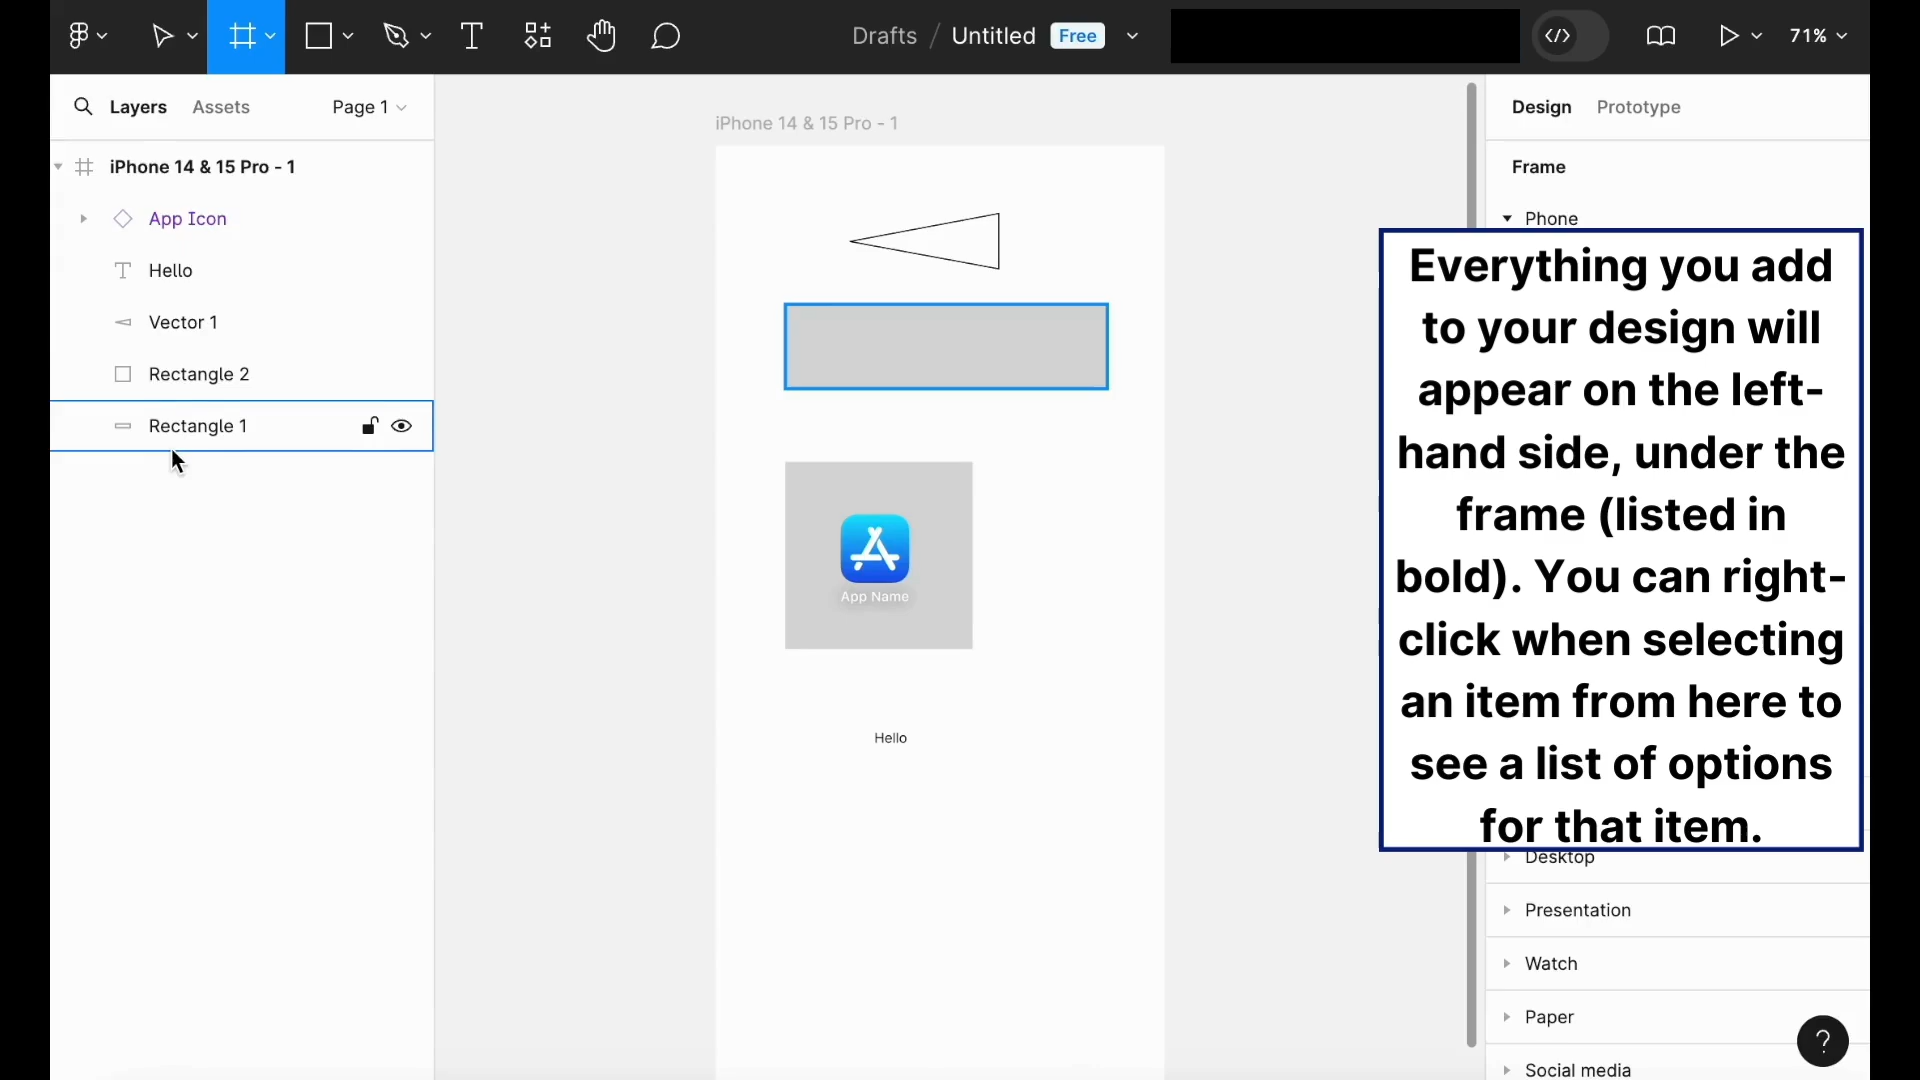 Drafts / Untitled Free
71%
Layers Assets Page 1
iPhone 14 & 15 Pro - 1
App Icon
Hello
Vector 1
Rectangle 2
Rectangle 1
iPhone 14 & 15 Pro - 1
App Name
Hello
Design Prototype
Frame
Phone
Everything you add
to your design will
appear on the left-
hand side, under the
frame (listed in
bold). You can right-
click when selecting
an item from here to
see a list of options
for that item.
Desktop
Presentation
Watch
Paper
Social media
?